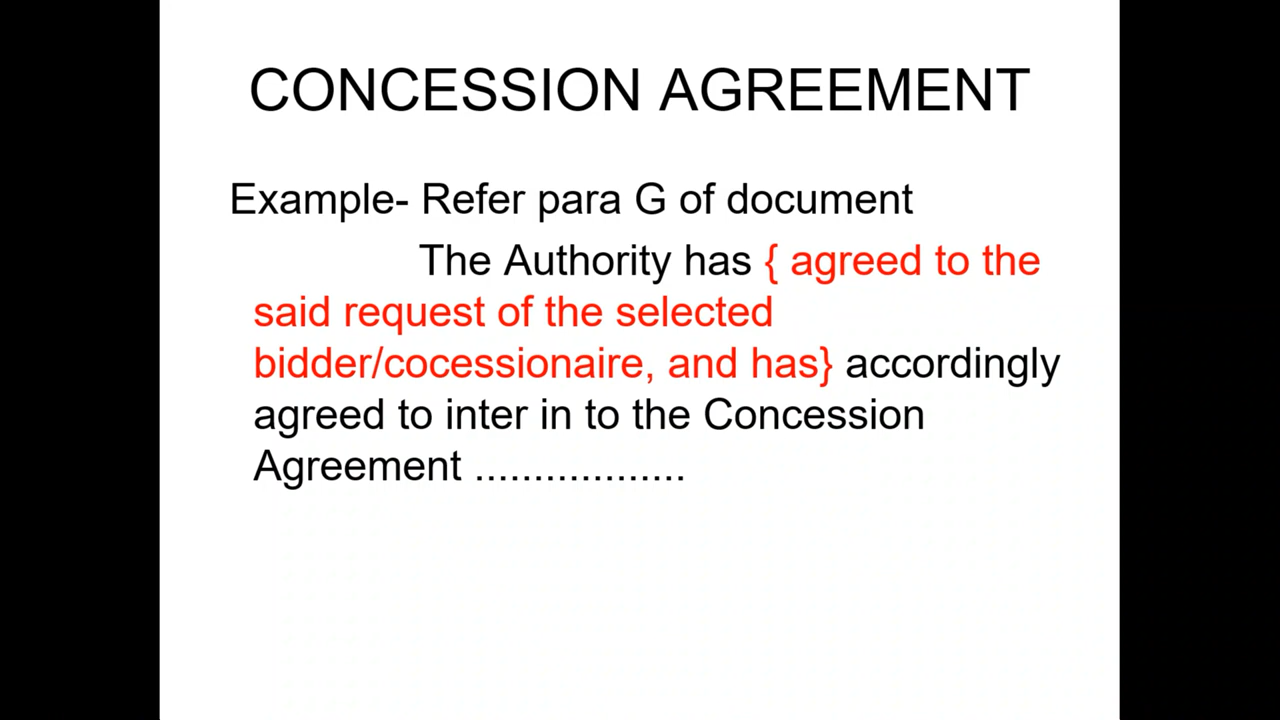 CONCESSION AGREEMENT
Example- Refer para G of document
The Authority has { agreed to the
said request of the selected
bidder/cocessionaire, and has} accordingly
agreed to inter in to the Concession
Agreement ..................